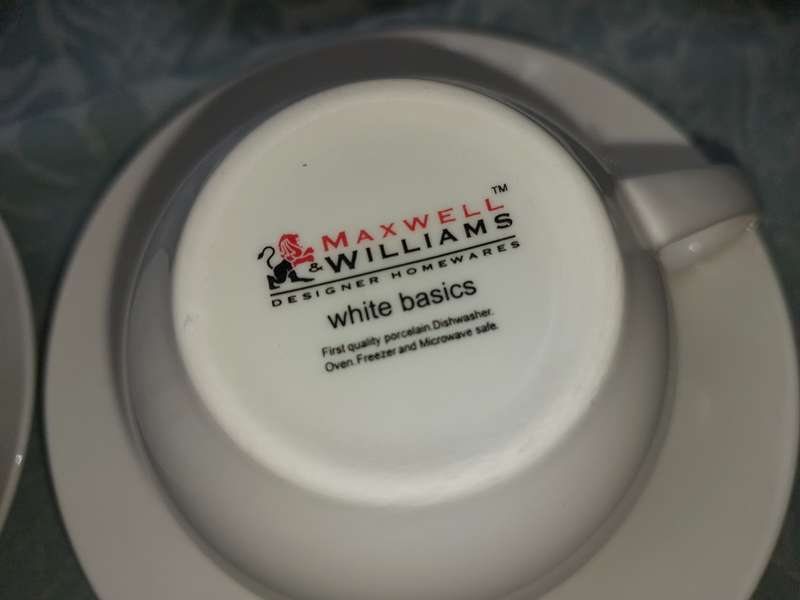 MAXWELL ™
& WILLIAMS
DESIGNER HOMEWARES
white basics
First quality porcelain.Dishwasher.
Oven.Freezer and Microwave safe.